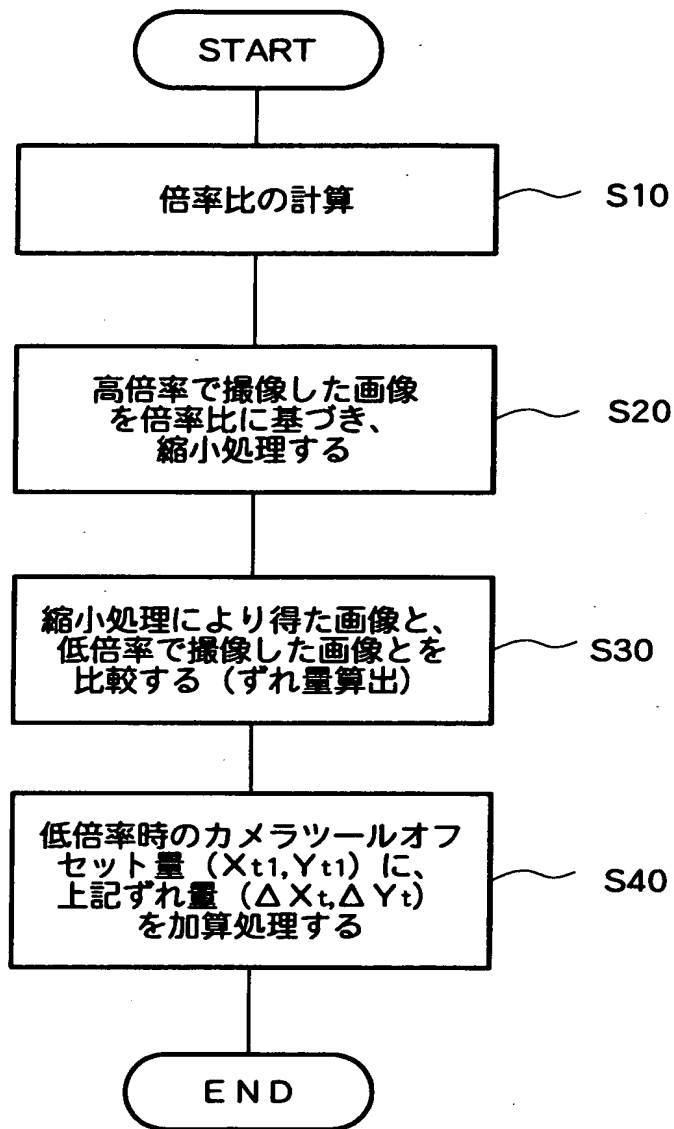 START
倍率比の計算
S10
高倍率で撮像した画像
を倍率比に基づき、
縮小処理する
S20
縮小処理により得た画像と、
低倍率で撮像した画像とを
比較する（ずれ量算出）
S30
低倍率時のカメラツールオフ
セット量（Xt1,Yt1）に、
上記ずれ量（ΔXt,ΔYt）
を加算処理する
S40
END